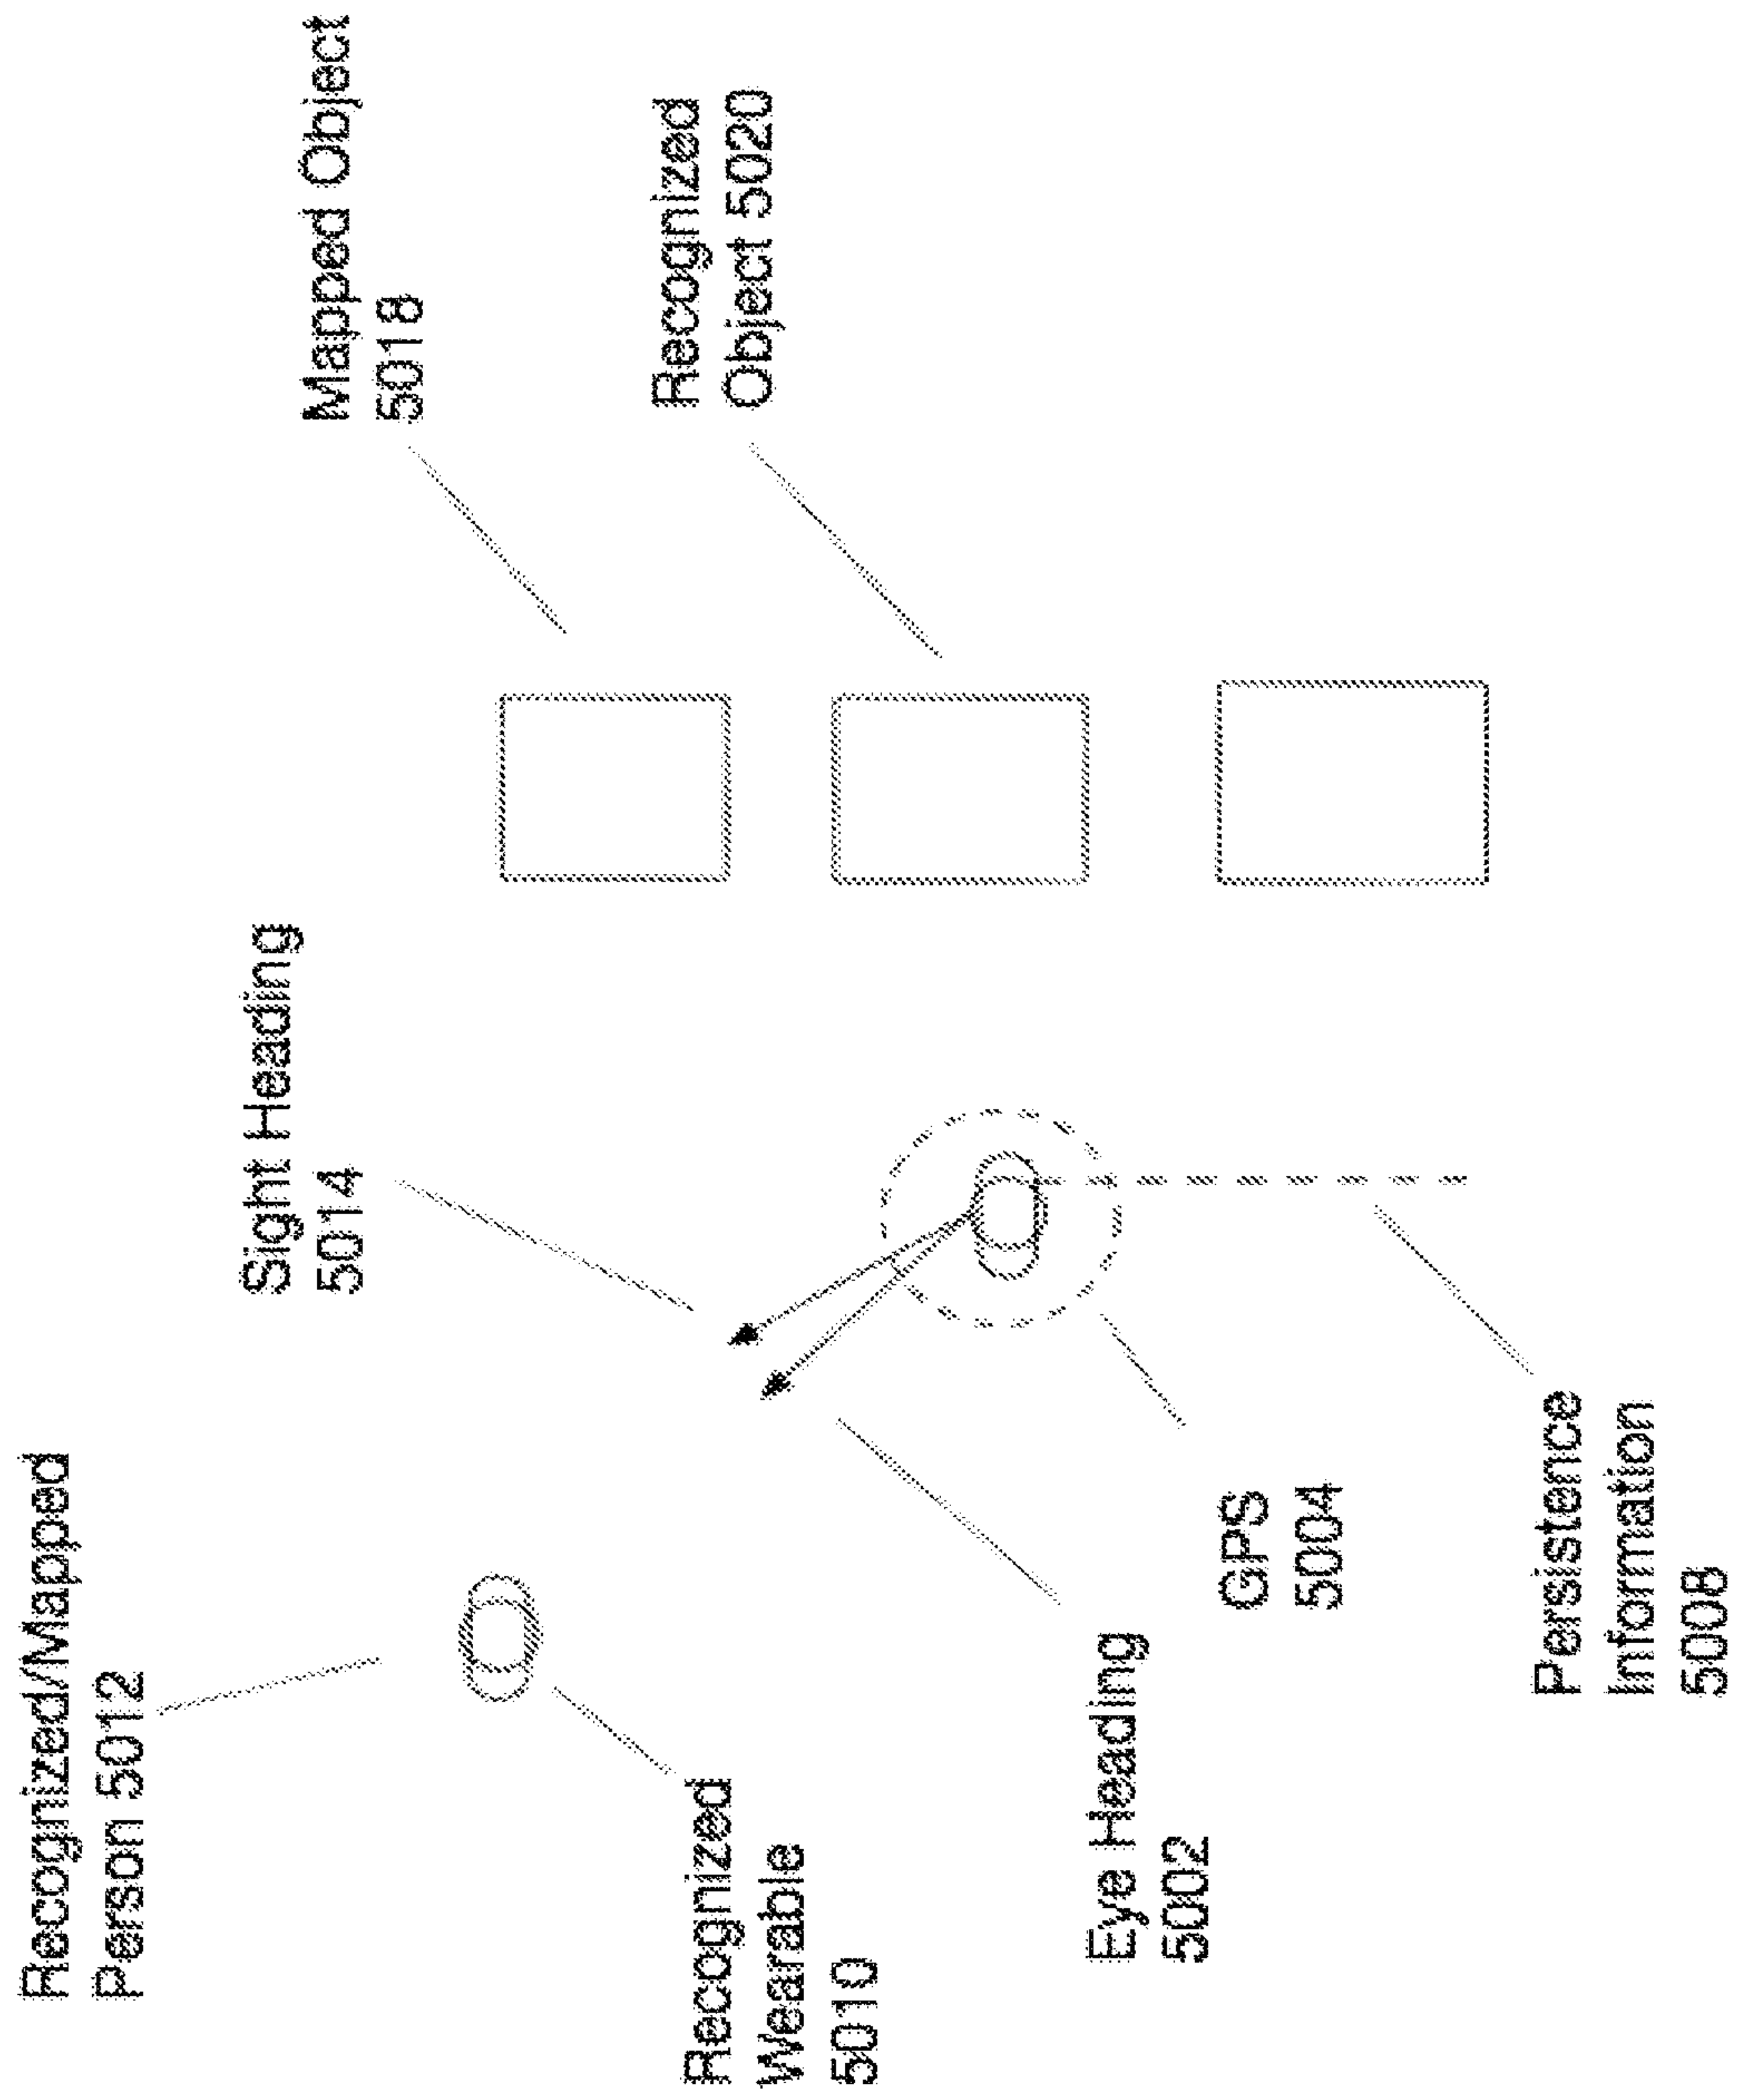 Recognized/Mapped
Person 5012
Recognized
Wearable
5010
Sight Heading
5014
Eye Heading
5002
GPS
5004
Persistence
Information
5008
Mapped Object
5018
Recognized
Object 5020